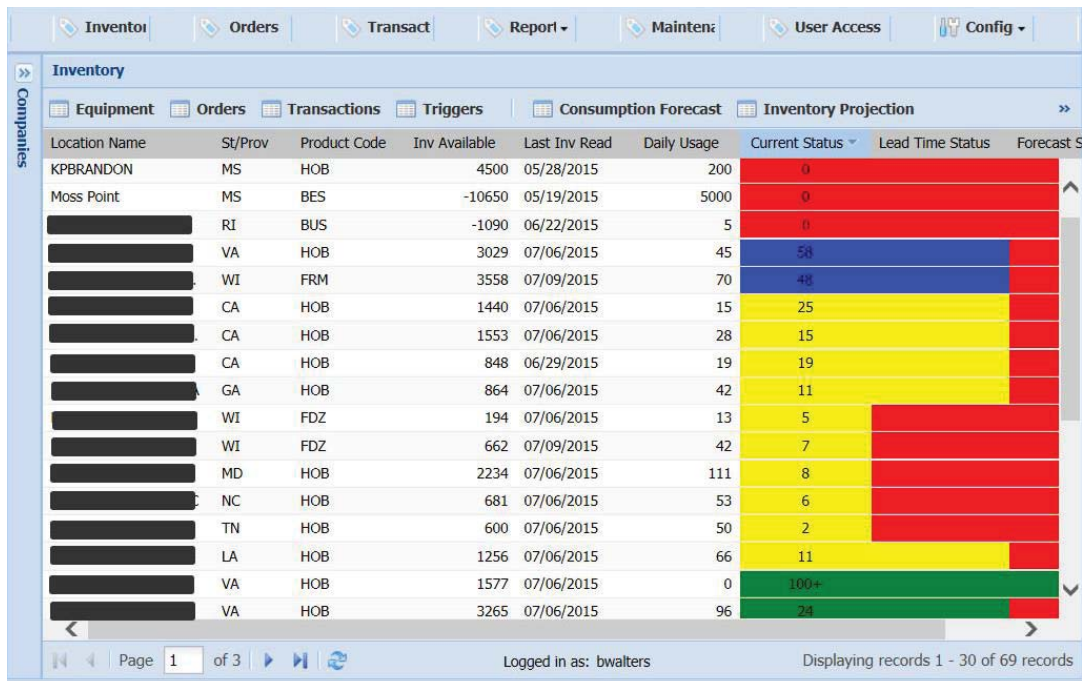 Inventor Orders Transact Report Maintena User Access Config
Companies
Inventory
Equipment Orders Transactions Triggers Consumption Forecast Inventory Projection
Location Name St/Prov Product Code Inv Available Last Inv Read Daily Usage Current Status Lead Time Status Forecast S
KPBRANDON MS HOB 4500 05/28/2015 200 0
Moss Point MS BES -10650 05/19/2015 5000 0
RI BUS -1090 06/22/2015 5 0
VA HOB 3029 07/06/2015 45 58
WI FRM 3558 07/09/2015 70 48
CA HOB 1440 07/06/2015 15 25
CA HOB 1553 07/06/2015 28 15
CA HOB 848 06/29/2015 19 19
GA HOB 864 07/06/2015 42 11
WI FDZ 194 07/06/2015 13 5
WI FDZ 662 07/09/2015 42 7
MD HOB 2234 07/06/2015 111 8
NC HOB 681 07/06/2015 53 6
TN HOB 600 07/06/2015 50 2
LA HOB 1256 07/06/2015 66 11
VA HOB 1577 07/06/2015 0 100+
VA HOB 3265 07/06/2015 96 24
Page 1 of 3 Logged in as: bwalters Displaying records 1 - 30 of 69 records